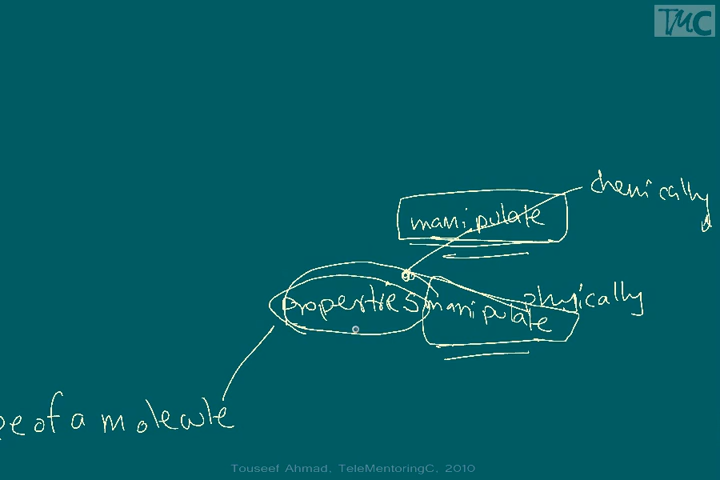 TMC
chemically
manipulate
properties manipulate physically
of a molecule
Touseef Ahmad, TeleMentoringC, 2010